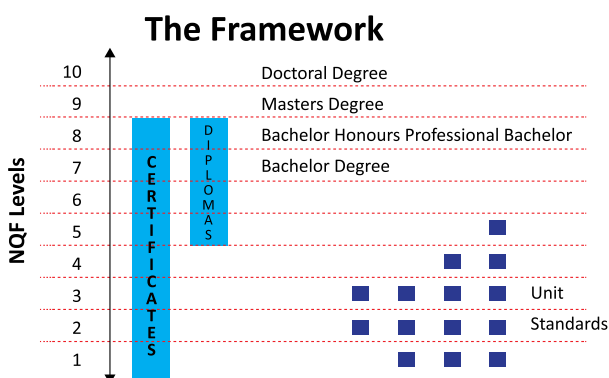 The Framework
NQF Levels
10 Doctoral Degree
9 Masters Degree
8 Bachelor Honours Professional Bachelor
7 Bachelor Degree
6
5
4
3 Unit
2 Standards
1
CERTIFICATES
DIPLOMAS